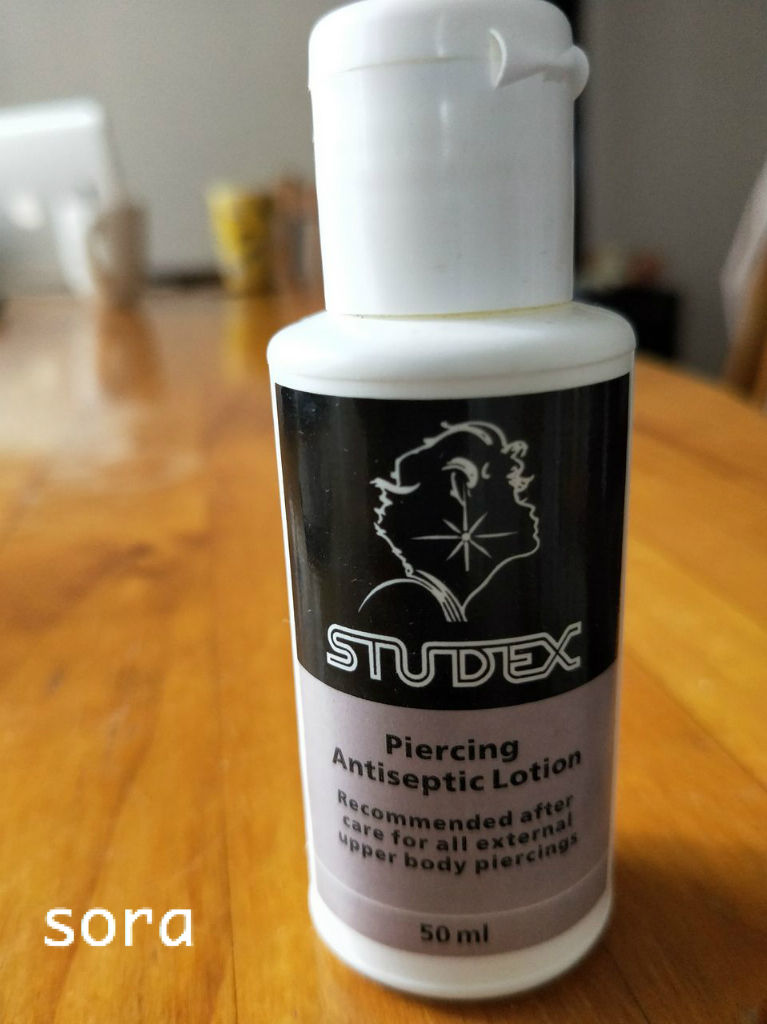 STUDEX
Piercing
Antiseptic Lotion
Recommended after
care for all external
upper body piercings
50 ml
sora